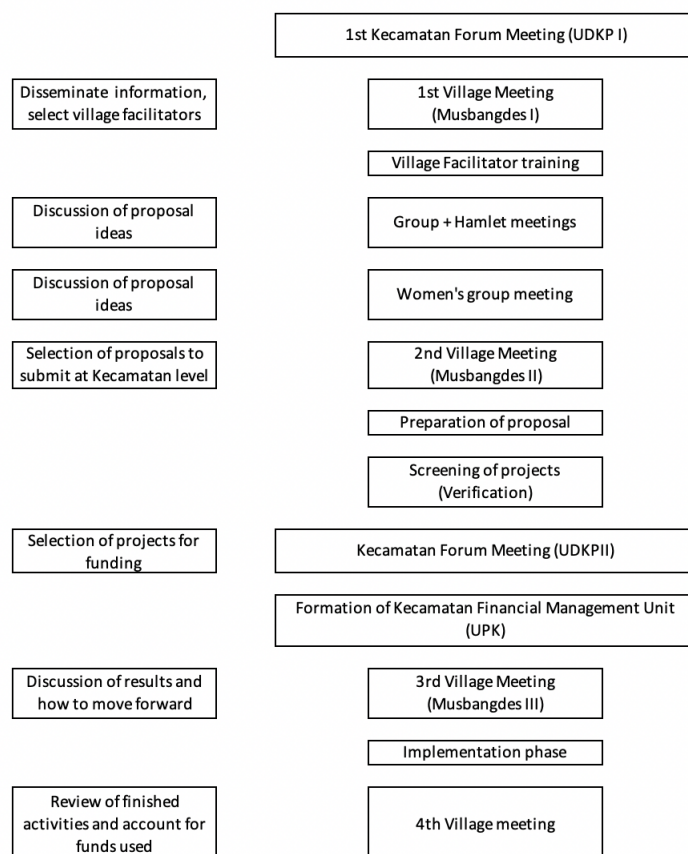 1st Kecamatan Forum Meeting (UDKP I)
Disseminate information,
select village facilitators
1st Village Meeting
(Musbangdes I)
Village Facilitator training
Discussion of proposal
ideas
Group + Hamlet meetings
Discussion of proposal
ideas
Women's group meeting
Selection of proposals to
submit at Kecamatan level
2nd Village Meeting
(Musbangdes II)
Preparation of proposal
Screening of projects
(Verification)
Selection of projects for
funding
Kecamatan Forum Meeting (UDKPII)
Formation of Kecamatan Financial Management Unit
(UPK)
Discussion of results and
how to move forward
3rd Village Meeting
(Musbangdes III)
Implementation phase
Review of finished
activities and account for
funds used
4th Village meeting